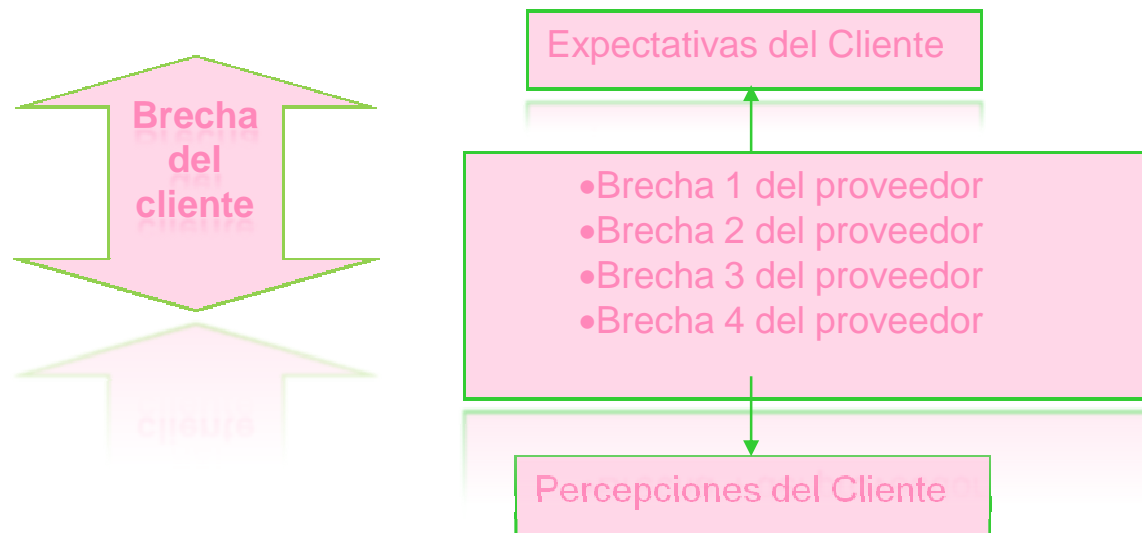 Expectativas del Cliente
Brecha
del
cliente
•Brecha 1 del proveedor
•Brecha 2 del proveedor
•Brecha 3 del proveedor
•Brecha 4 del proveedor
Percepciones del Cliente